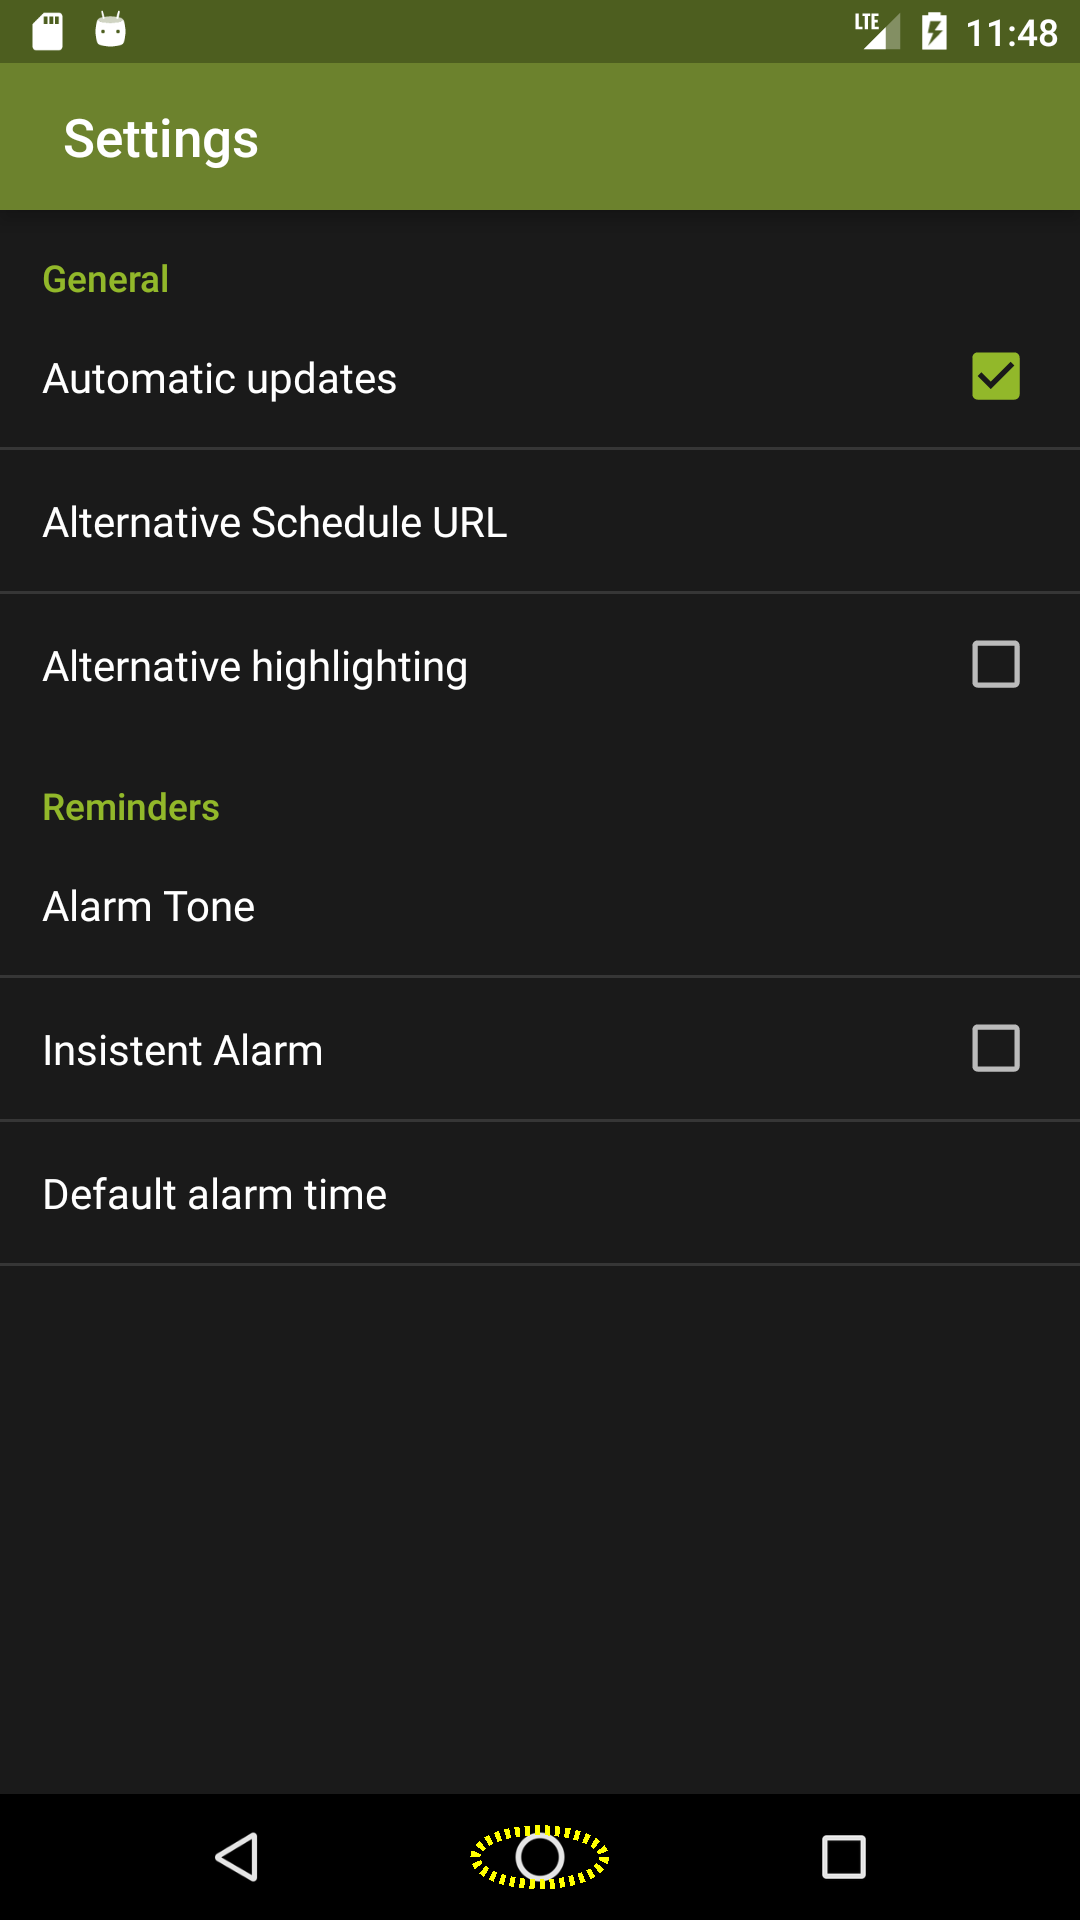 LTE 11:48
Settings
General
Automatic updates
Alternative Schedule URL
Alternative highlighting
Reminders
Alarm Tone
Insistent Alarm
Default alarm time